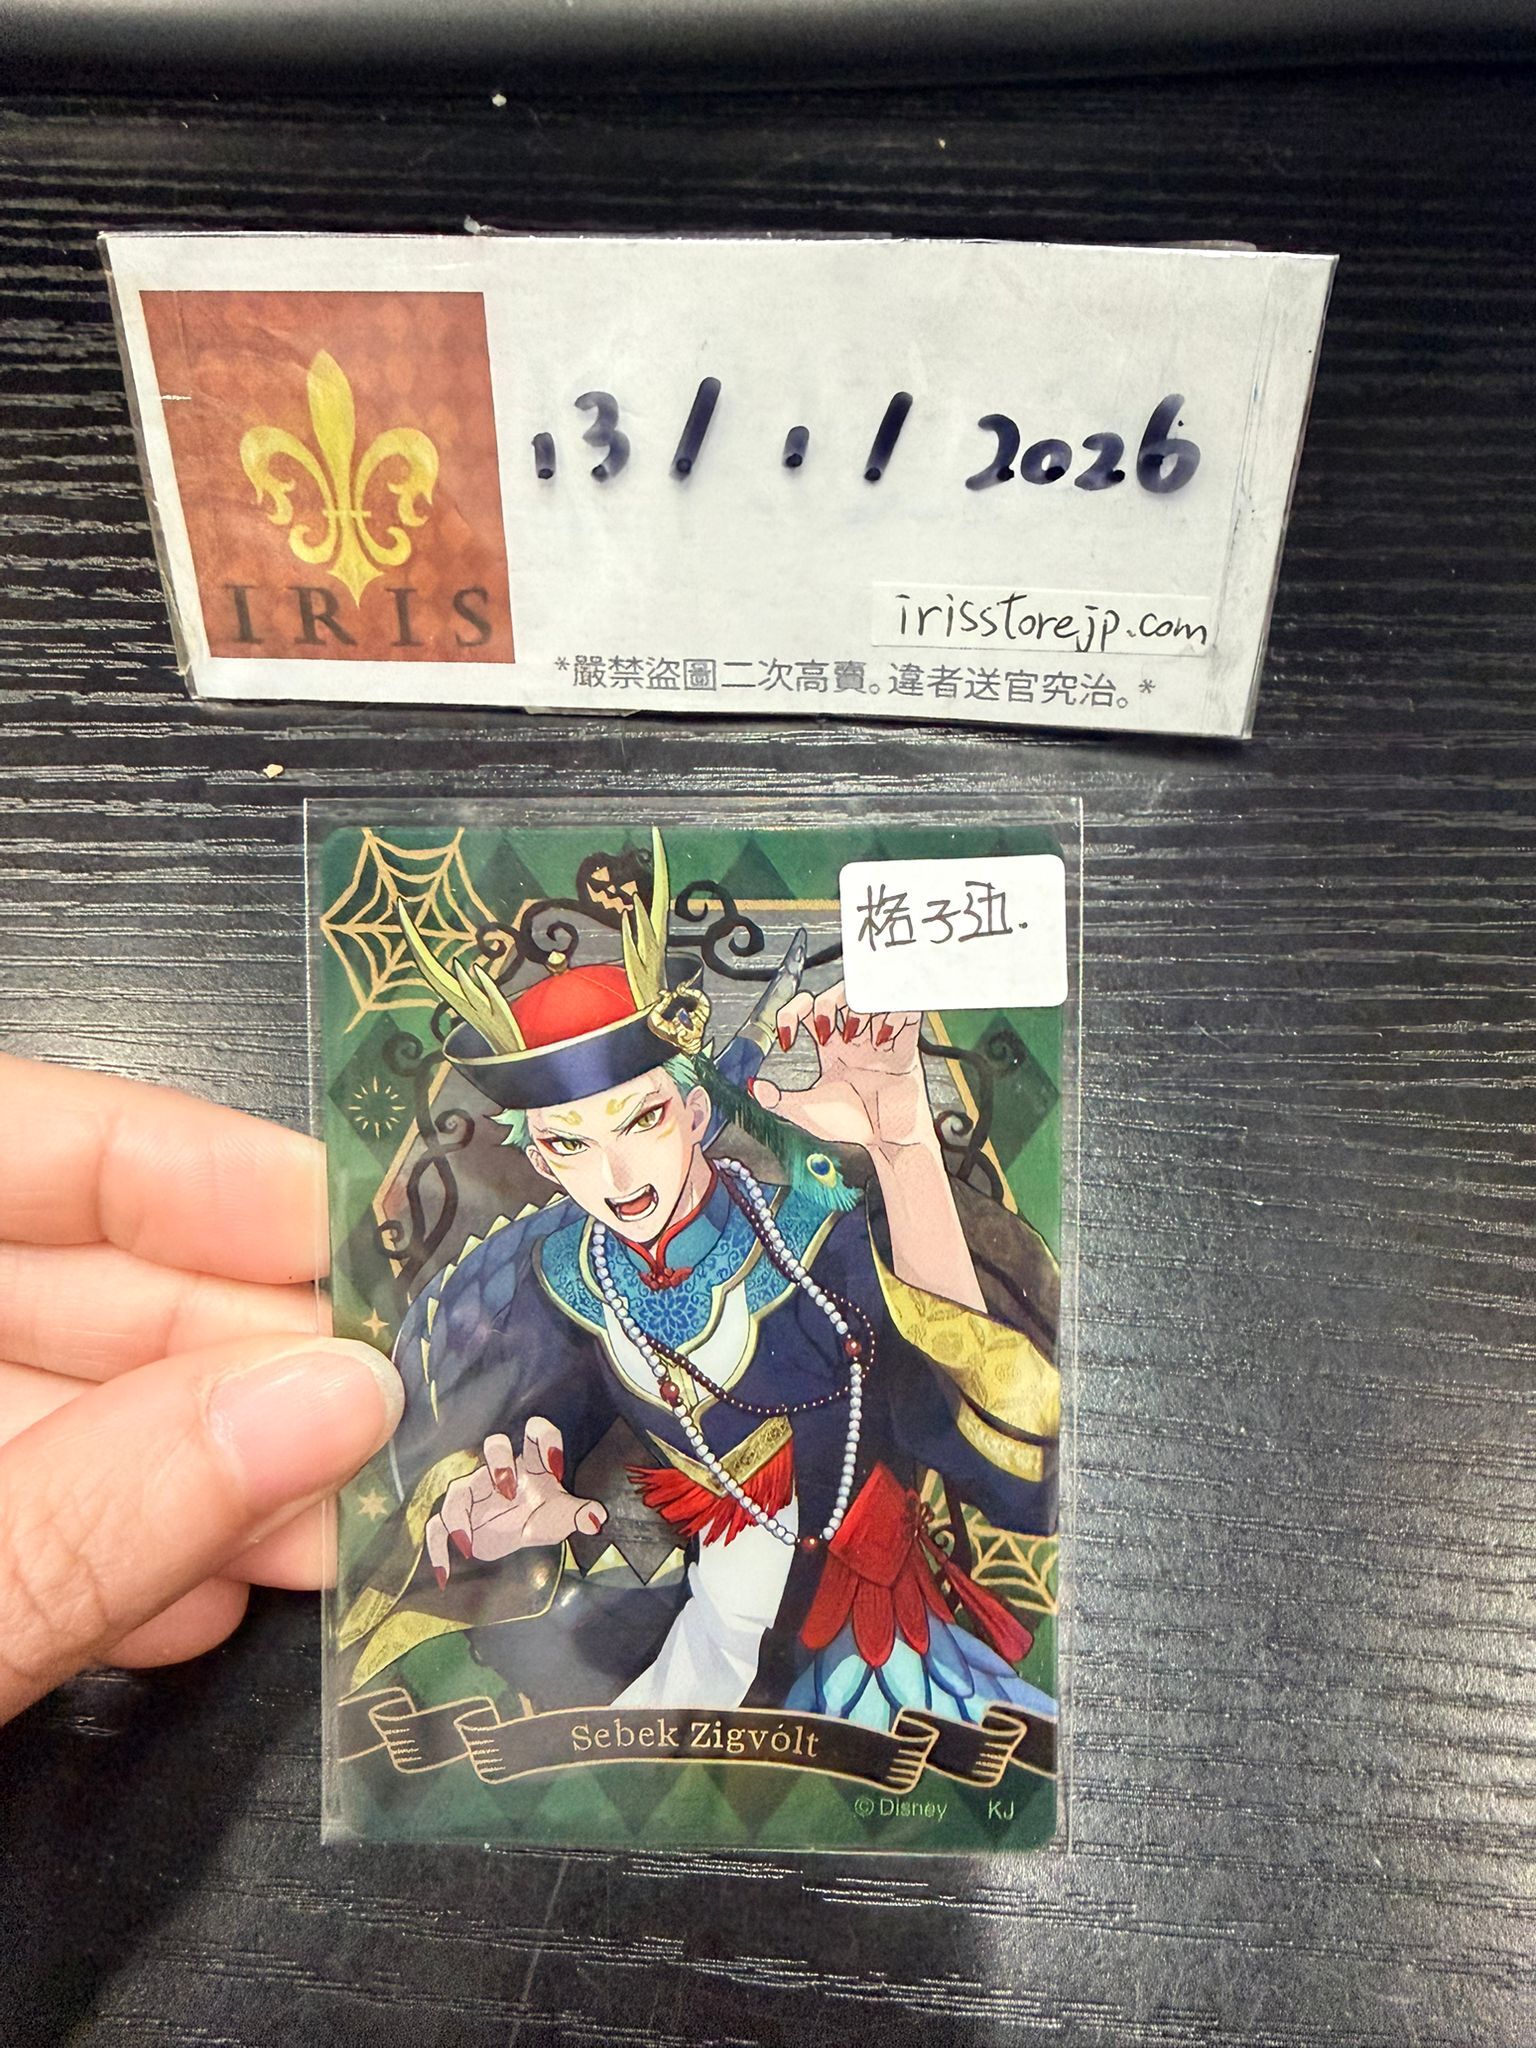 IRIS
13/1/2026
irisstorejp.com
*嚴禁盜圖二次高賣。違者送官究治。*
格子迆.
Sebek Zigvólt
© Disney KJ